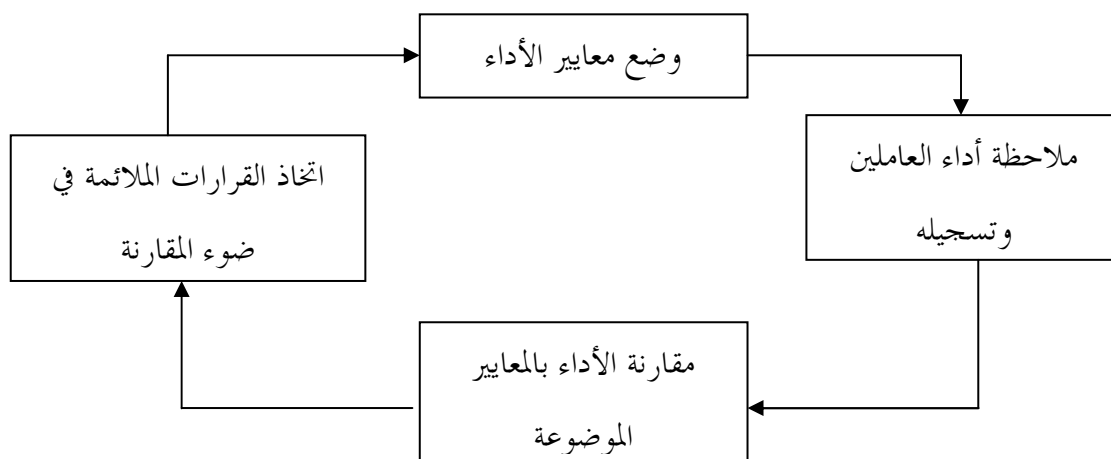 وضع معايير الأداء
ملاحظة أداء العاملين
وتسجيله
مقارنة الأداء بالمعايير
الموضوعة
اتخاذ القرارات الملائمة في
ضوء المقارنة